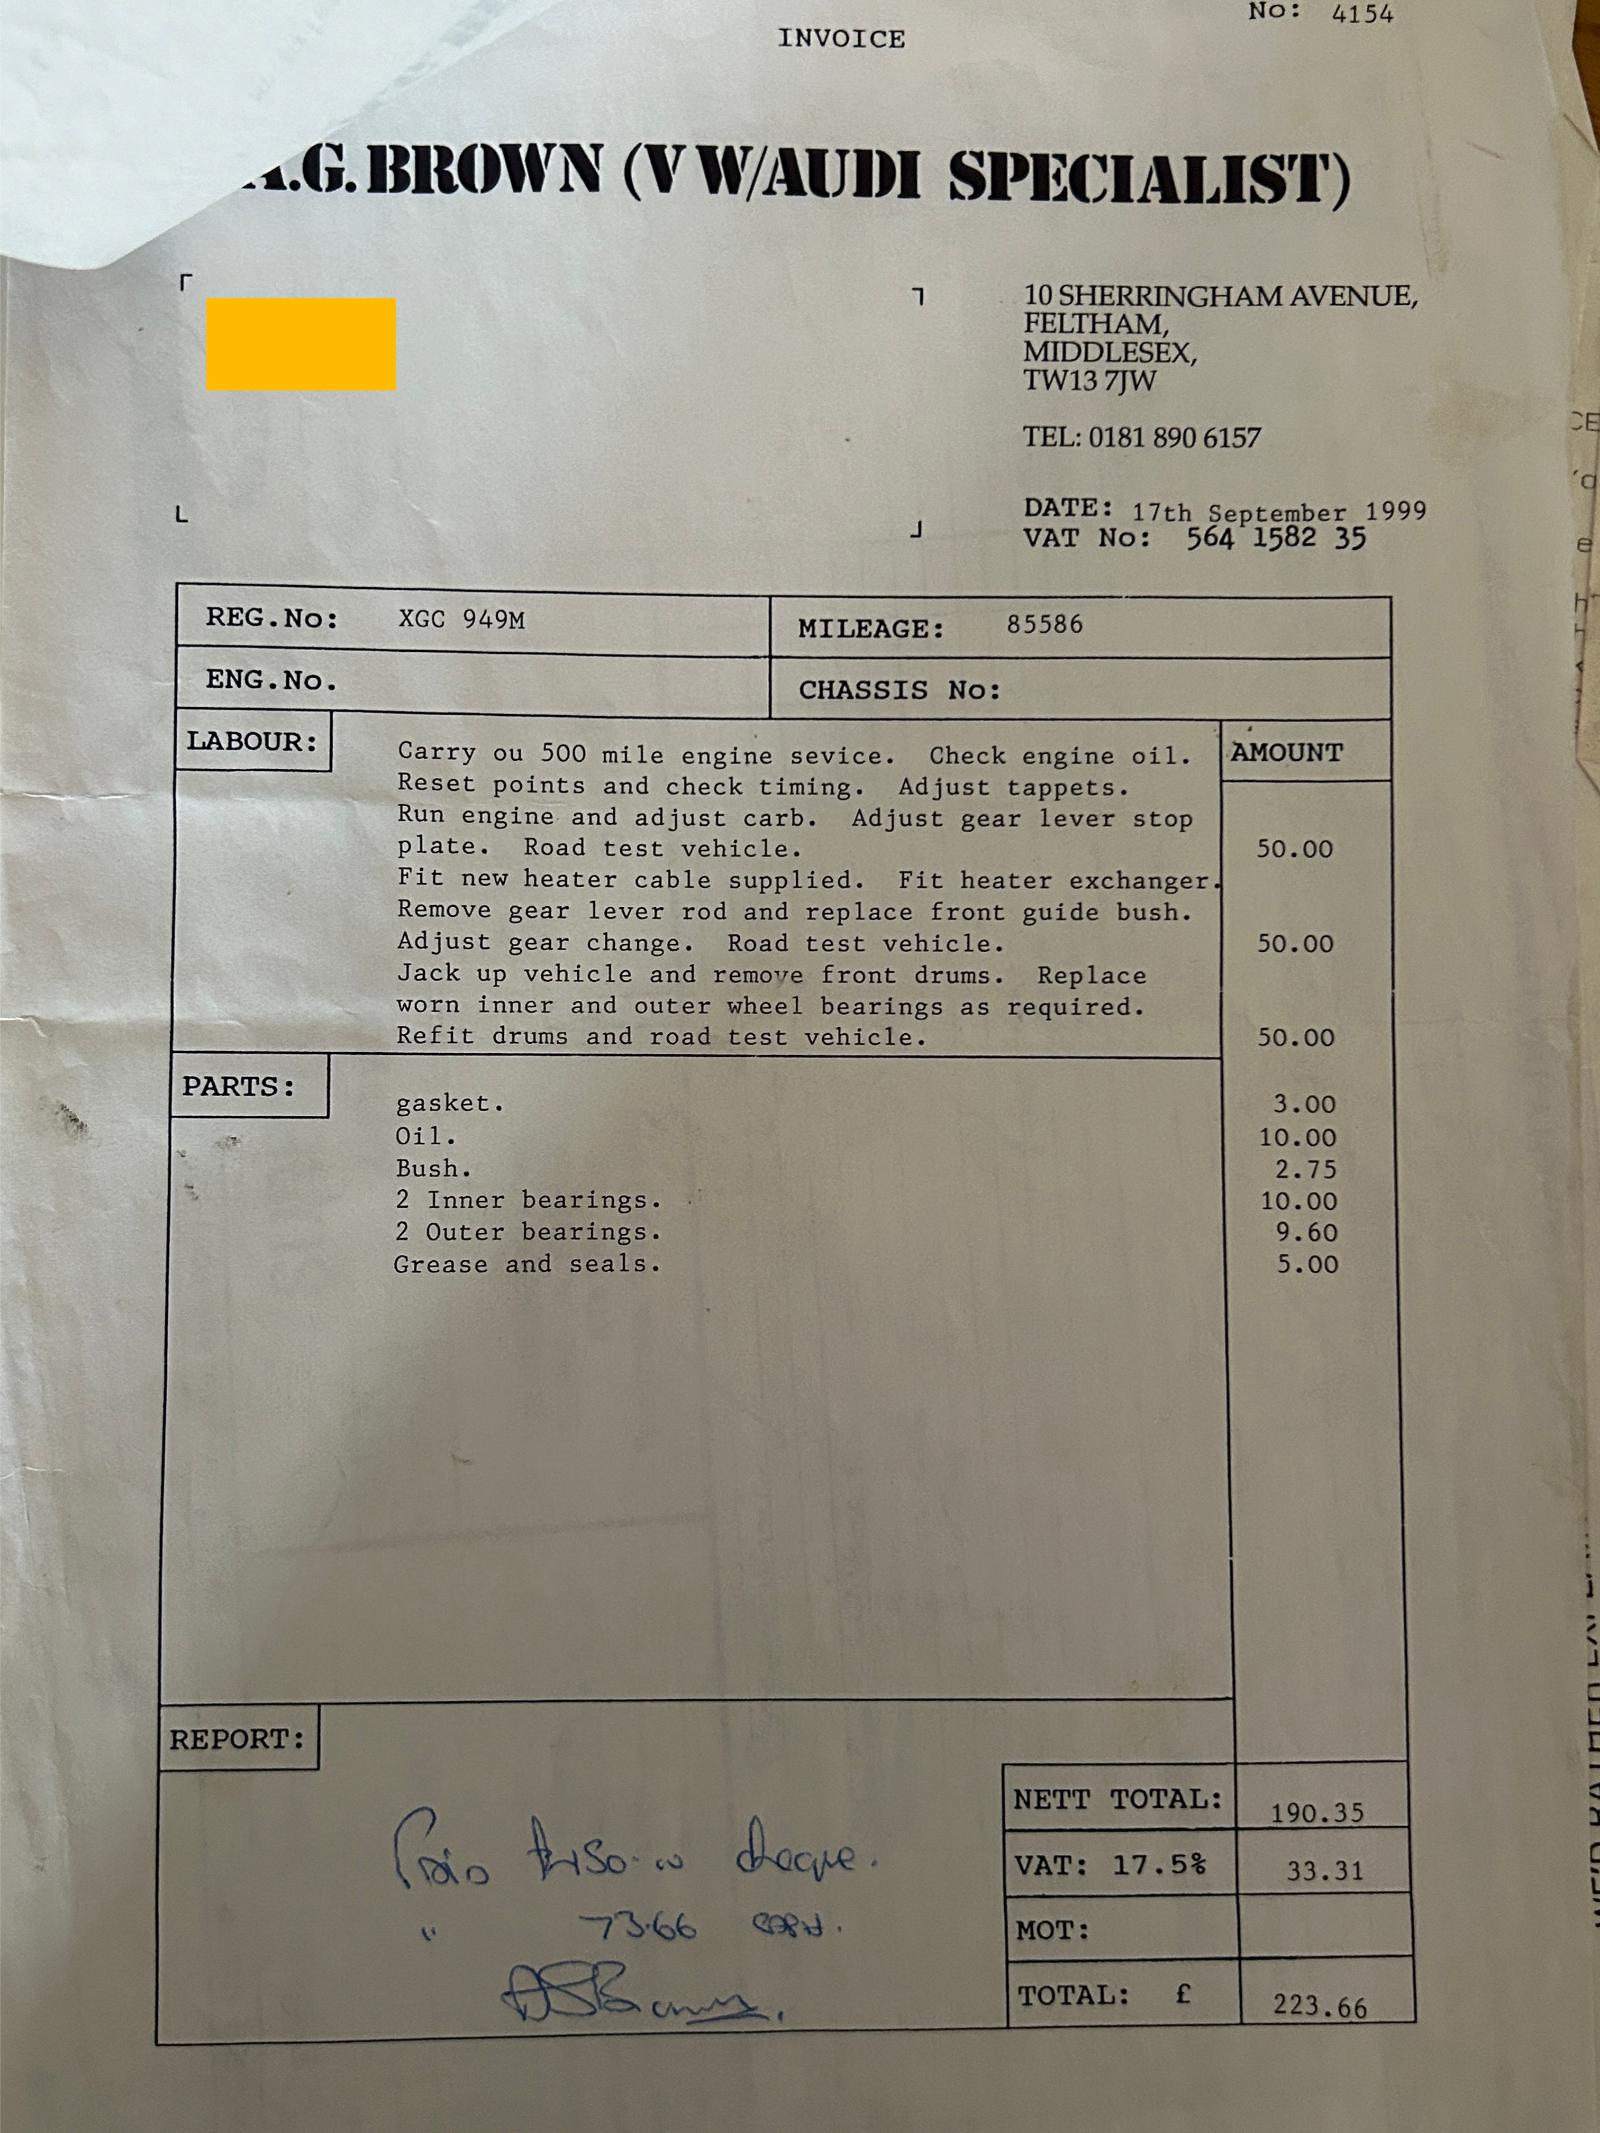 No: 4154
INVOICE
A.G. BROWN (V W/AUDI SPECIALIST)
10 SHERRINGHAM AVENUE,
FELTHAM,
MIDDLESEX,
TW13 7JW
TEL: 0181 890 6157
DATE: 17th September 1999
VAT No: 564 1582 35
REG.No: XGC 949M MILEAGE: 85586
ENG.No. CHASSIS No:
LABOUR: AMOUNT
Carry ou 500 mile engine sevice. Check engine oil.
Reset points and check timing. Adjust tappets.
Run engine and adjust carb. Adjust gear lever stop
plate. Road test vehicle. 50.00
Fit new heater cable supplied. Fit heater exchanger.
Remove gear lever rod and replace front guide bush.
Adjust gear change. Road test vehicle. 50.00
Jack up vehicle and remove front drums. Replace
worn inner and outer wheel bearings as required.
Refit drums and road test vehicle. 50.00
PARTS:
gasket. 3.00
Oil. 10.00
Bush. 2.75
2 Inner bearings. 10.00
2 Outer bearings. 9.60
Grease and seals. 5.00
REPORT:
NETT TOTAL: 190.35
VAT: 17.5% 33.31
MOT:
TOTAL: £ 223.66
Paid cheque.
" 73.66 cash.